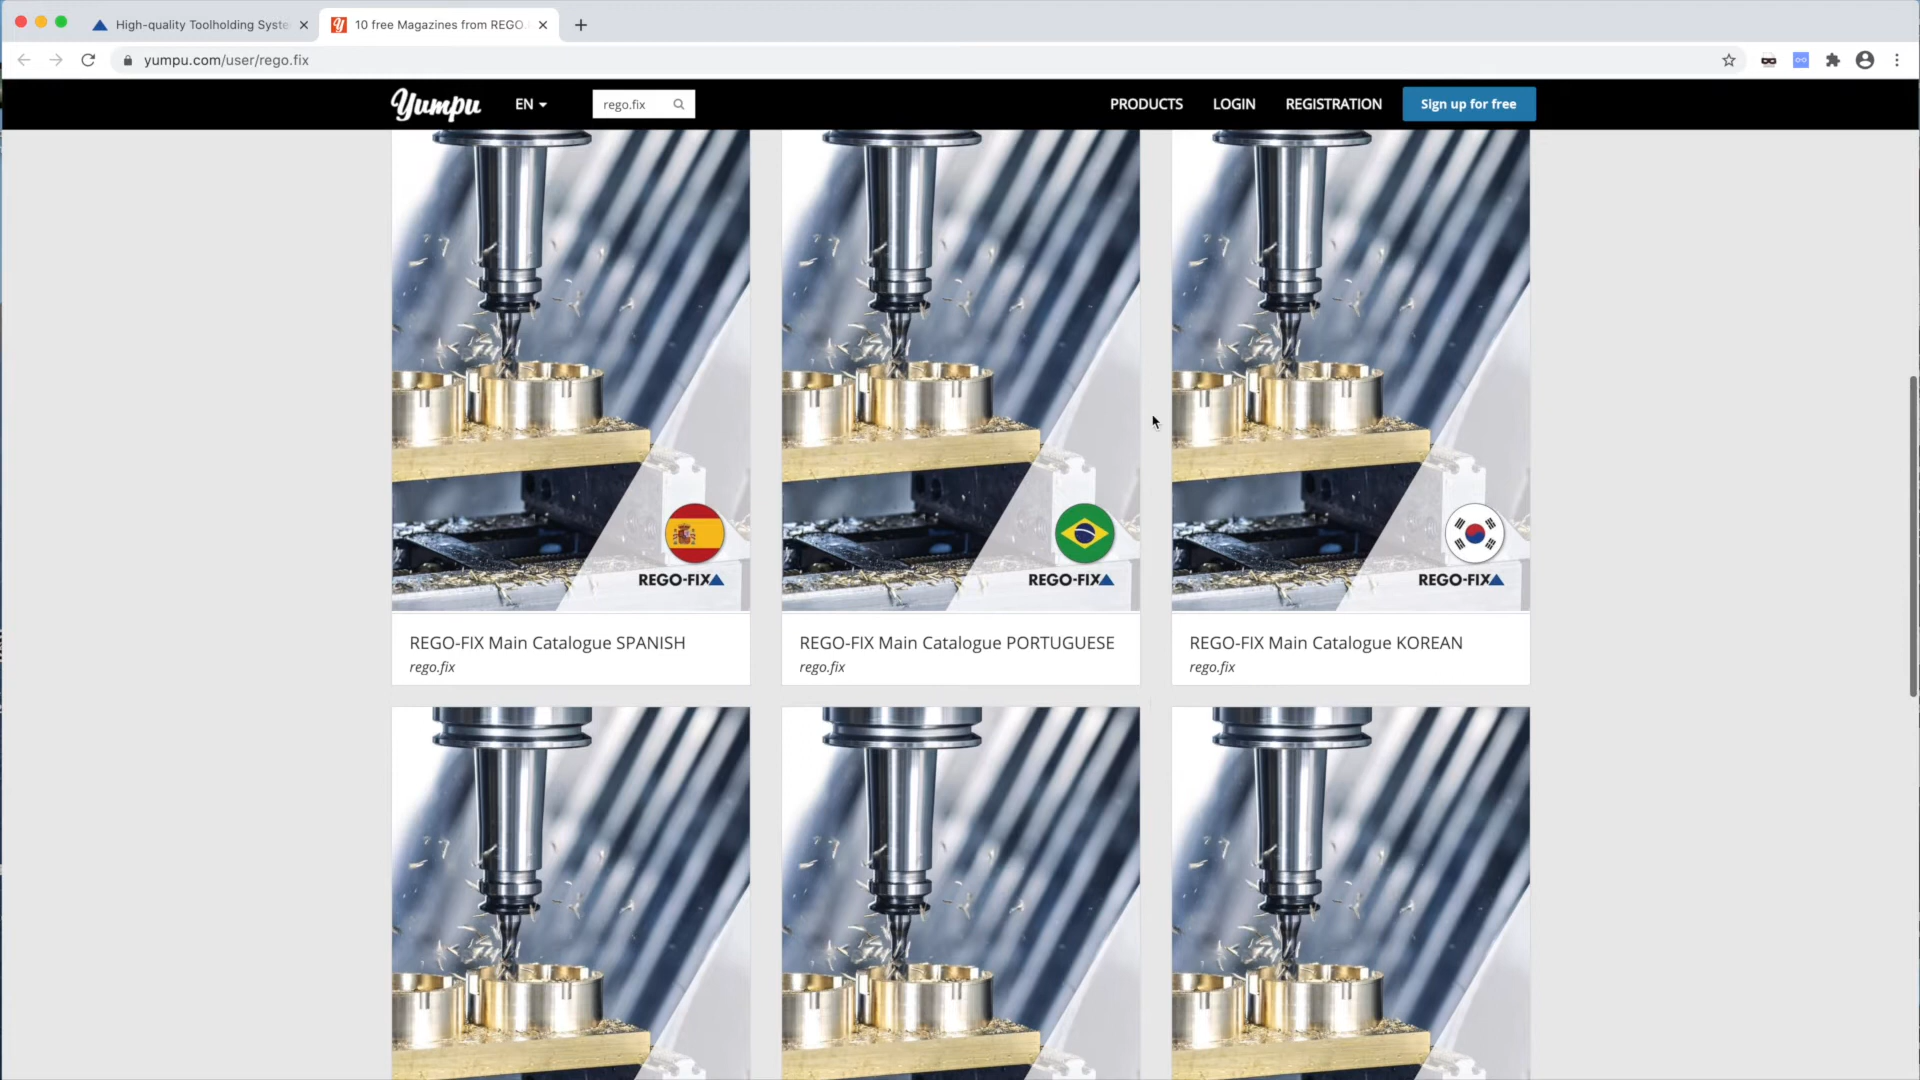 High-quality Toolholding Syste
10 free Magazines from REGO.
yumpu.com/user/rego.fix
Yumpu
EN
rego.fix
PRODUCTS
LOGIN
REGISTRATION
Sign up for free
REGO-FIX
REGO-FIX
REGO-FIX
REGO-FIX Main Catalogue SPANISH
rego.fix
REGO-FIX Main Catalogue PORTUGUESE
rego.fix
REGO-FIX Main Catalogue KOREAN
rego.fix